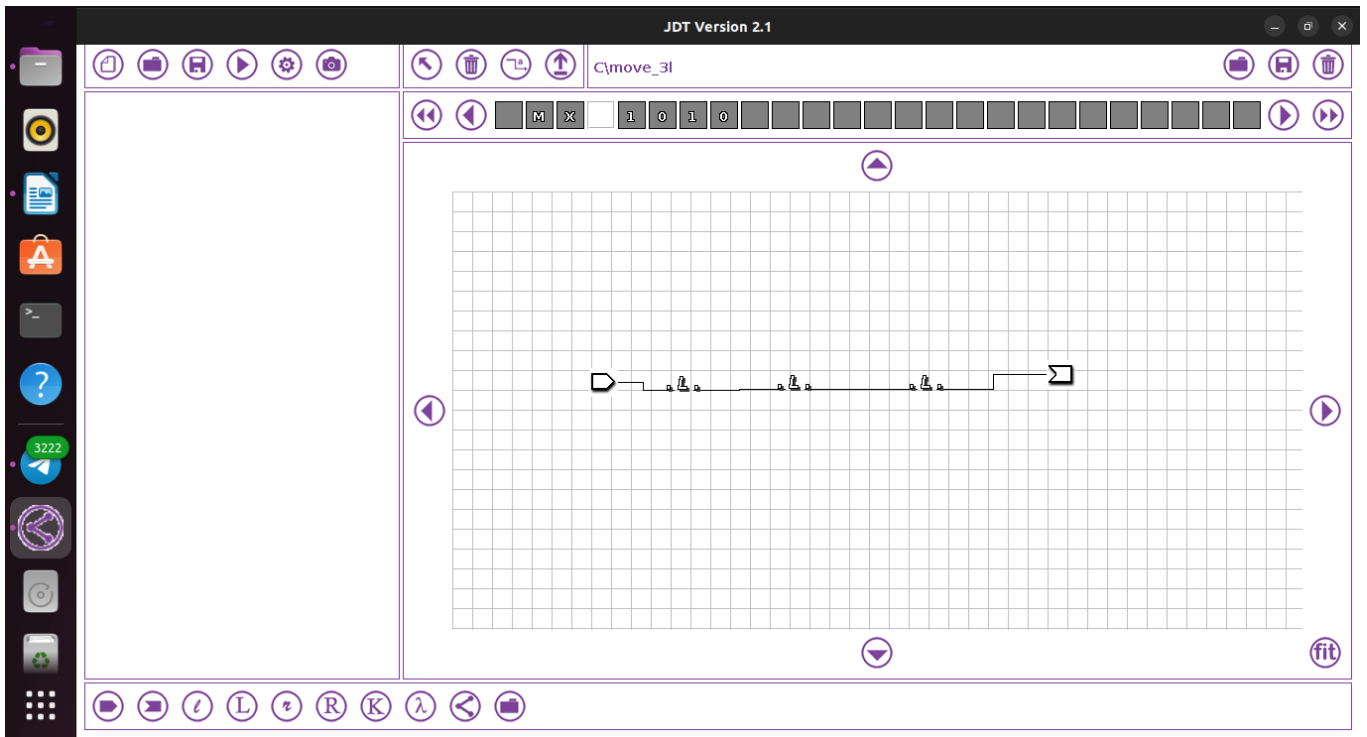 JDT Version 2.1
C\move_3l
M X 1 0 1 0
3222
fit
ℓ L r R K λ